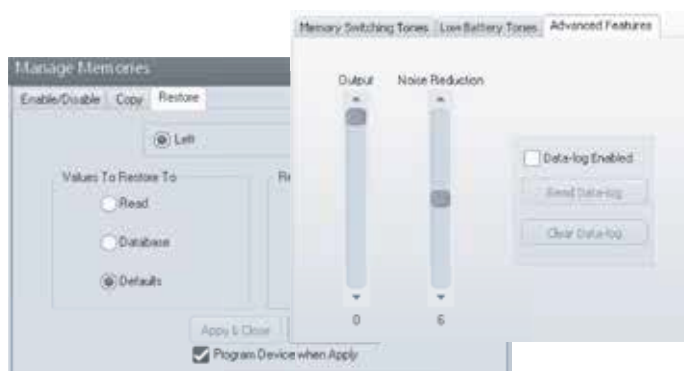 Manage Memories
Enable/Disable Copy Restore
Left
Values To Restore To
Read
Database
Defaults
Apply & Close
Program Device when Apply
Memory Switching Tones Low Battery Tones Advanced Features
Output Noise Reduction
0 6
Data-log Enabled
Read Data-log
Clear Data-log